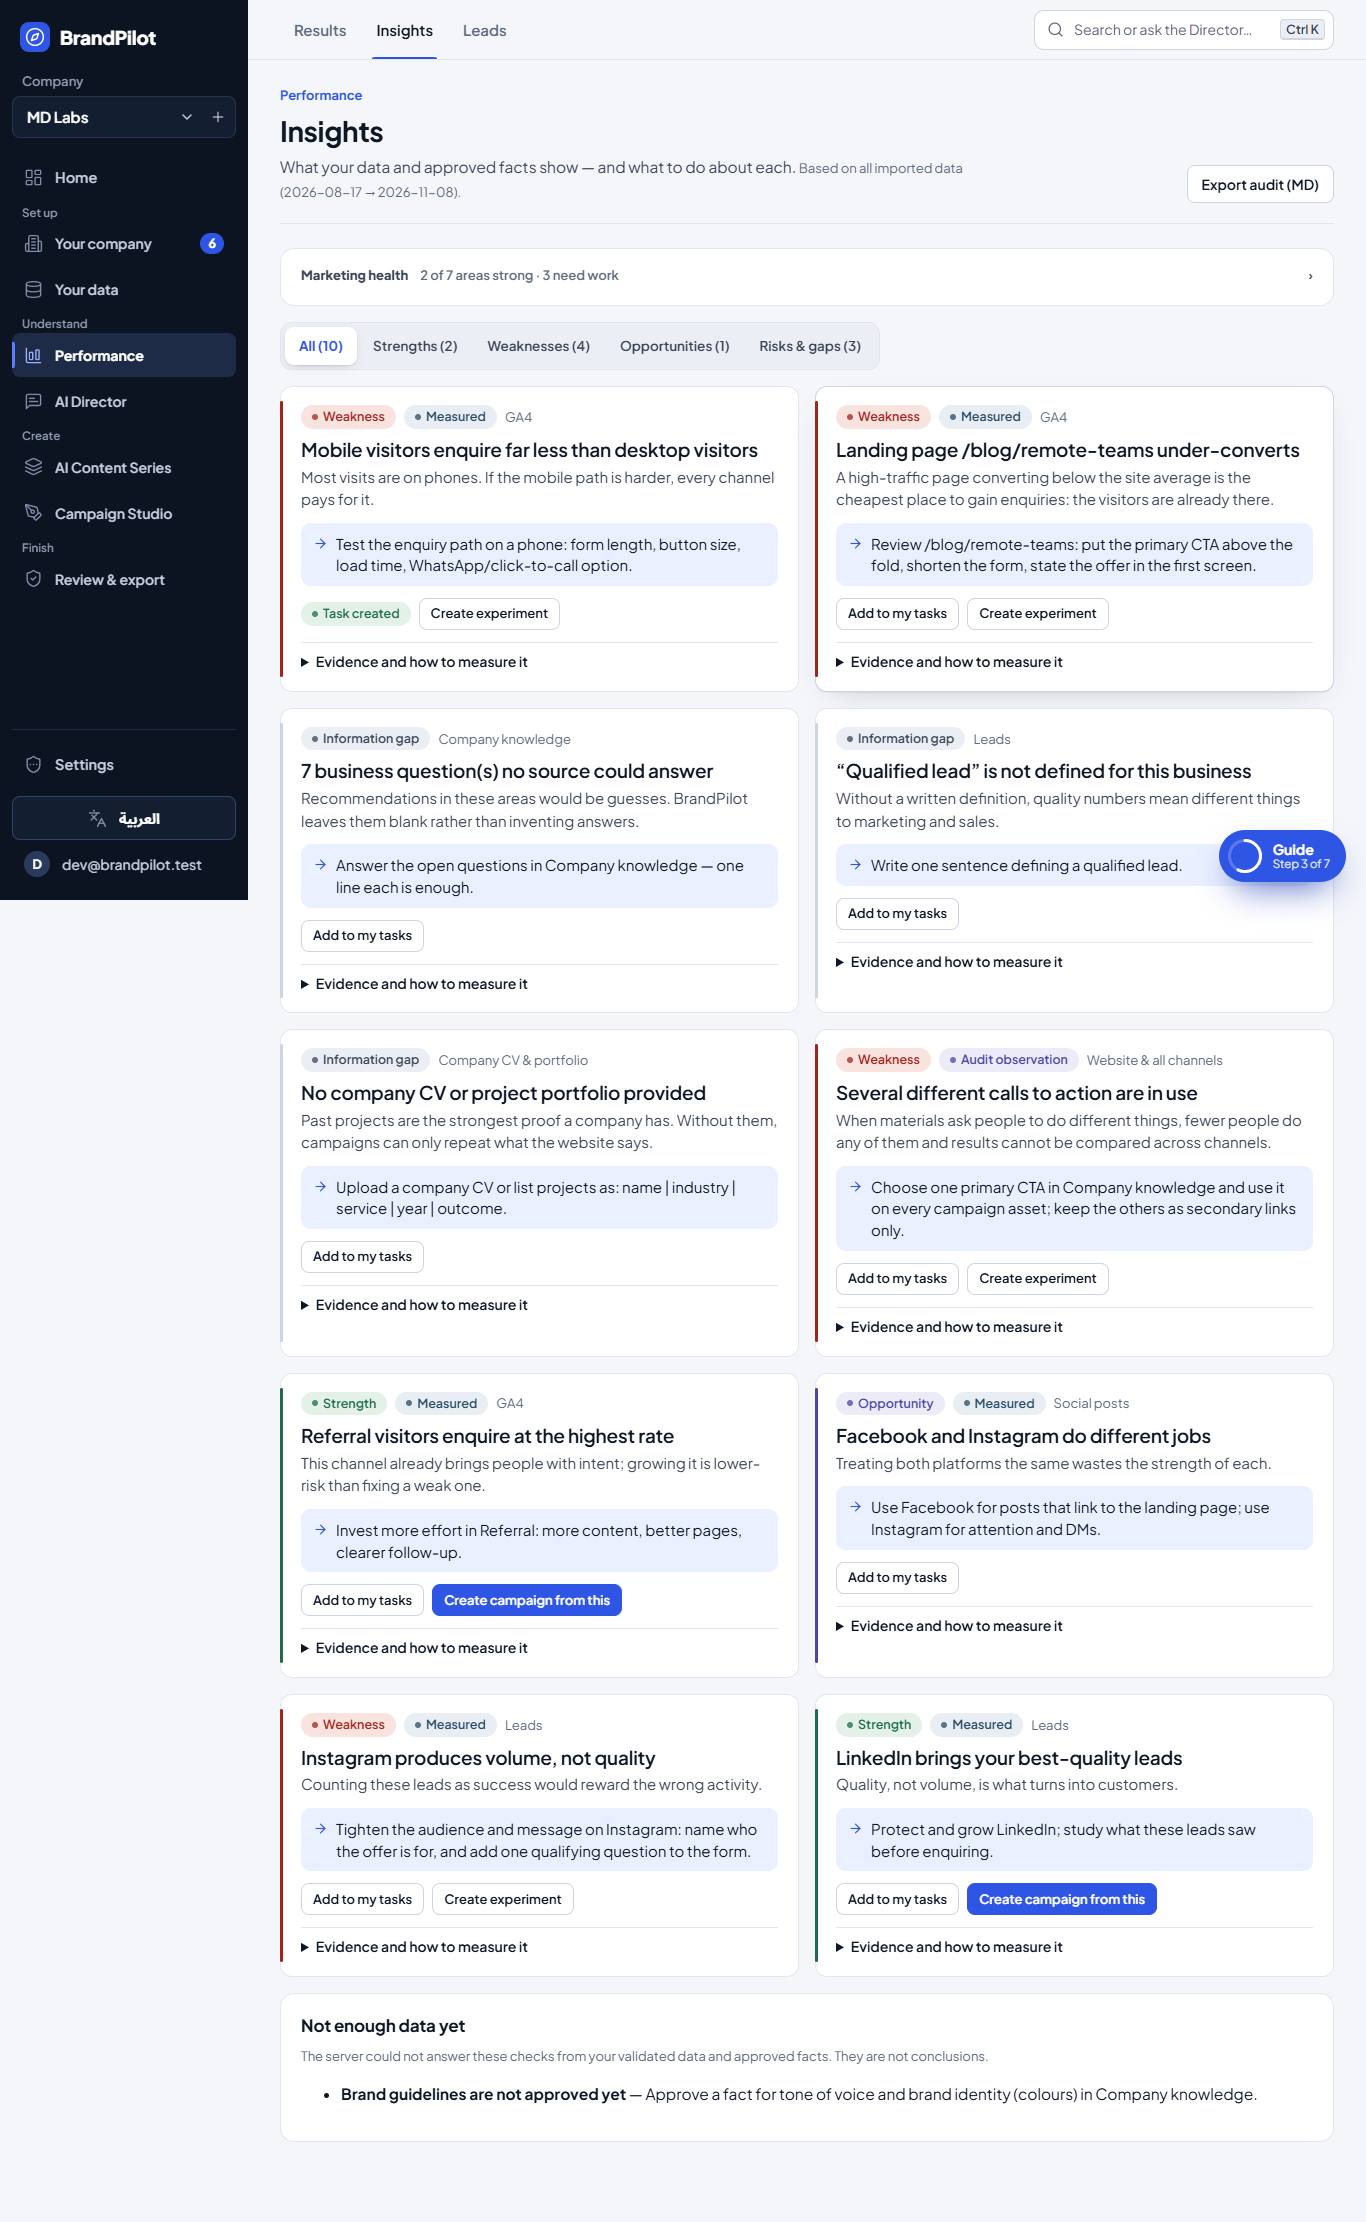 BrandPilot
Company
MD Labs
Home
Set up
Your company 6
Your data
Understand
Performance
AI Director
Create
AI Content Series
Campaign Studio
Finish
Review & export
Settings
العربية
D dev@brandpilot.test
Results Insights Leads
Search or ask the Director... Ctrl K
Performance
Insights
What your data and approved facts show — and what to do about each. Based on all imported data
(2026-08-17 → 2026-11-08).
Export audit (MD)
Marketing health 2 of 7 areas strong · 3 need work ›
All (10) Strengths (2) Weaknesses (4) Opportunities (1) Risks & gaps (3)
Weakness Measured GA4
Mobile visitors enquire far less than desktop visitors
Most visits are on phones. If the mobile path is harder, every channel
pays for it.
→ Test the enquiry path on a phone: form length, button size,
load time, WhatsApp/click-to-call option.
Task created Create experiment
▶ Evidence and how to measure it
Weakness Measured GA4
Landing page /blog/remote-teams under-converts
A high-traffic page converting below the site average is the
cheapest place to gain enquiries: the visitors are already there.
→ Review /blog/remote-teams: put the primary CTA above the
fold, shorten the form, state the offer in the first screen.
Add to my tasks Create experiment
▶ Evidence and how to measure it
Information gap Company knowledge
7 business question(s) no source could answer
Recommendations in these areas would be guesses. BrandPilot
leaves them blank rather than inventing answers.
→ Answer the open questions in Company knowledge — one
line each is enough.
Add to my tasks
▶ Evidence and how to measure it
Information gap Leads
“Qualified lead” is not defined for this business
Without a written definition, quality numbers mean different things
to marketing and sales.
→ Write one sentence defining a qualified lead.
Add to my tasks
▶ Evidence and how to measure it
Guide
Step 3 of 7
Information gap Company CV & portfolio
No company CV or project portfolio provided
Past projects are the strongest proof a company has. Without them,
campaigns can only repeat what the website says.
→ Upload a company CV or list projects as: name | industry |
service | year | outcome.
Add to my tasks
▶ Evidence and how to measure it
Weakness Audit observation Website & all channels
Several different calls to action are in use
When materials ask people to do different things, fewer people do
any of them and results cannot be compared across channels.
→ Choose one primary CTA in Company knowledge and use it
on every campaign asset; keep the others as secondary links
only.
Add to my tasks Create experiment
▶ Evidence and how to measure it
Strength Measured GA4
Referral visitors enquire at the highest rate
This channel already brings people with intent; growing it is lower-
risk than fixing a weak one.
→ Invest more effort in Referral: more content, better pages,
clearer follow-up.
Add to my tasks Create campaign from this
▶ Evidence and how to measure it
Opportunity Measured Social posts
Facebook and Instagram do different jobs
Treating both platforms the same wastes the strength of each.
→ Use Facebook for posts that link to the landing page; use
Instagram for attention and DMs.
Add to my tasks
▶ Evidence and how to measure it
Weakness Measured Leads
Instagram produces volume, not quality
Counting these leads as success would reward the wrong activity.
→ Tighten the audience and message on Instagram: name who
the offer is for, and add one qualifying question to the form.
Add to my tasks Create experiment
▶ Evidence and how to measure it
Strength Measured Leads
LinkedIn brings your best-quality leads
Quality, not volume, is what turns into customers.
→ Protect and grow LinkedIn; study what these leads saw
before enquiring.
Add to my tasks Create campaign from this
▶ Evidence and how to measure it
Not enough data yet
The server could not answer these checks from your validated data and approved facts. They are not conclusions.
• Brand guidelines are not approved yet — Approve a fact for tone of voice and brand identity (colours) in Company knowledge.